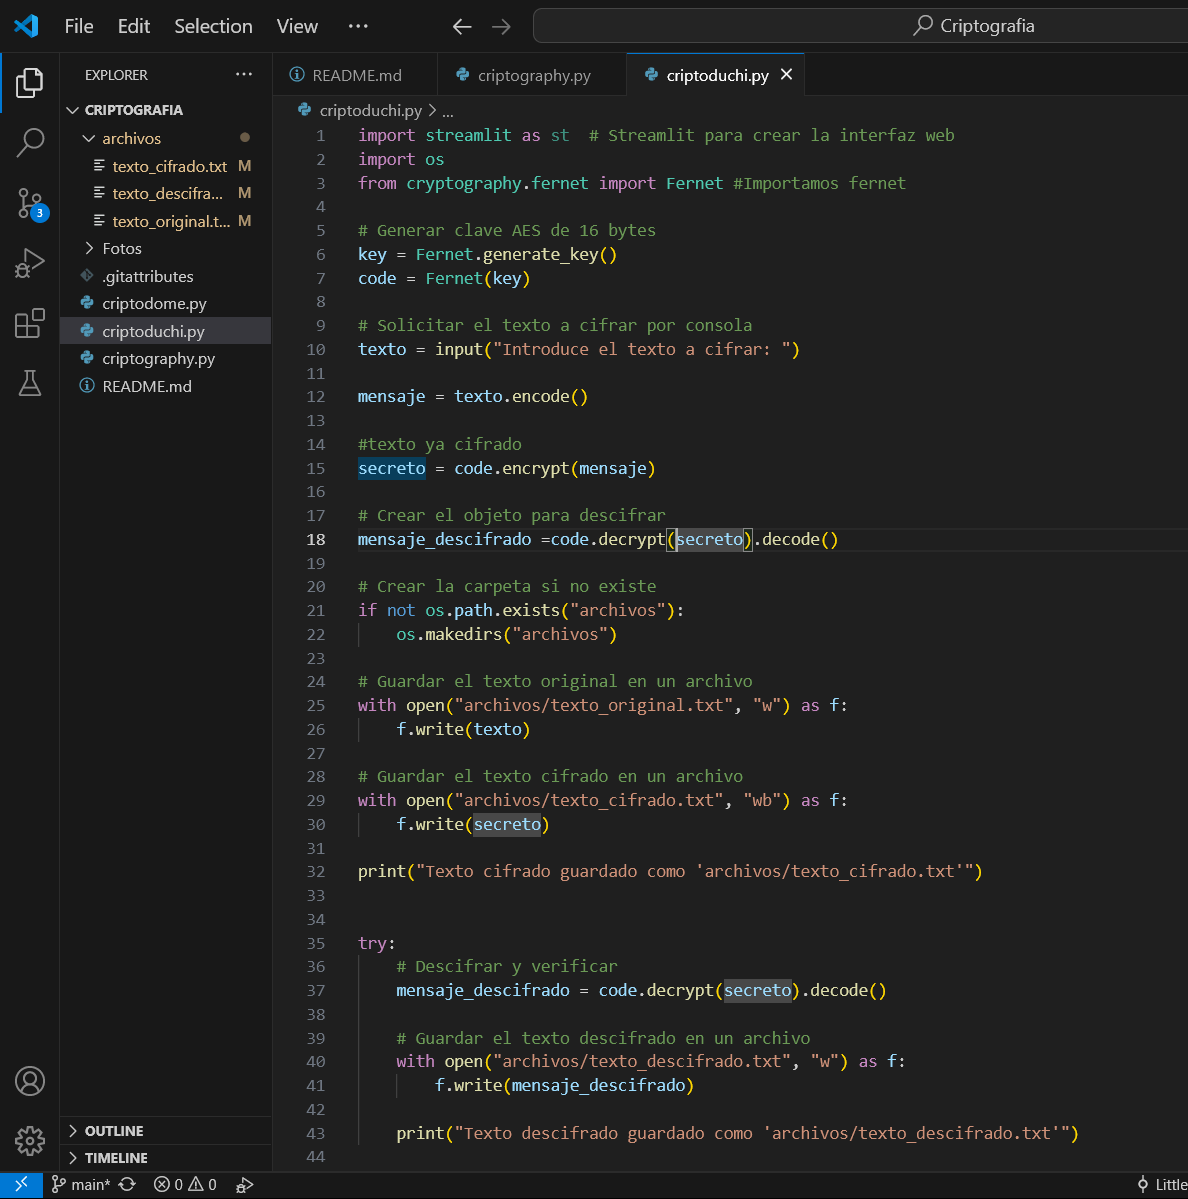 File Edit Selection View ··· Criptografia
EXPLORER ···
CRIPTOGRAFIA
archivos
texto_cifrado.txt M
texto_descifra... M
texto_original.t... M
Fotos
.gitattributes
criptodome.py
criptoduchi.py
criptography.py
README.md
3
OUTLINE
TIMELINE
README.md criptography.py criptoduchi.py
criptoduchi.py > ...
1 import streamlit as st  # Streamlit para crear la interfaz web
2 import os
3 from cryptography.fernet import Fernet #Importamos fernet
4
5 # Generar clave AES de 16 bytes
6 key = Fernet.generate_key()
7 code = Fernet(key)
8
9 # Solicitar el texto a cifrar por consola
10 texto = input("Introduce el texto a cifrar: ")
11
12 mensaje = texto.encode()
13
14 #texto ya cifrado
15 secreto = code.encrypt(mensaje)
16
17 # Crear el objeto para descifrar
18 mensaje_descifrado =code.decrypt(secreto).decode()
19
20 # Crear la carpeta si no existe
21 if not os.path.exists("archivos"):
22     os.makedirs("archivos")
23
24 # Guardar el texto original en un archivo
25 with open("archivos/texto_original.txt", "w") as f:
26     f.write(texto)
27
28 # Guardar el texto cifrado en un archivo
29 with open("archivos/texto_cifrado.txt", "wb") as f:
30     f.write(secreto)
31
32 print("Texto cifrado guardado como 'archivos/texto_cifrado.txt'")
33
34
35 try:
36     # Descifrar y verificar
37     mensaje_descifrado = code.decrypt(secreto).decode()
38
39     # Guardar el texto descifrado en un archivo
40     with open("archivos/texto_descifrado.txt", "w") as f:
41         f.write(mensaje_descifrado)
42
43     print("Texto descifrado guardado como 'archivos/texto_descifrado.txt'")
44
main* 0 0 Little